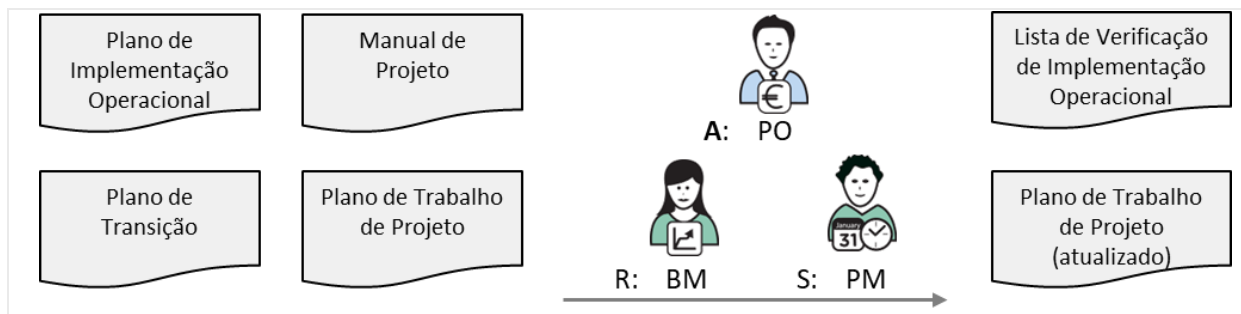 Plano de
Implementação
Operacional
Manual de
Projeto
A: PO
Lista de Verificação
de Implementação
Operacional
Plano de
Transição
Plano de Trabalho
de Projeto
January
31
R: BM
S: PM
Plano de Trabalho
de Projeto
(atualizado)